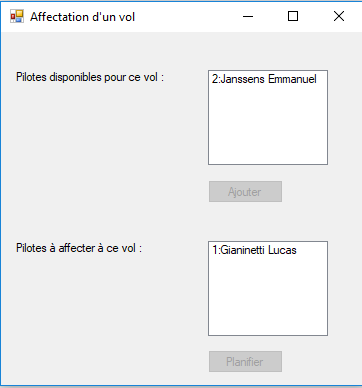 Affectation d'un vol
Pilotes disponibles pour ce vol :
2:Janssens Emmanuel
Ajouter
Pilotes à affecter à ce vol :
1:Gianinetti Lucas
Planifier